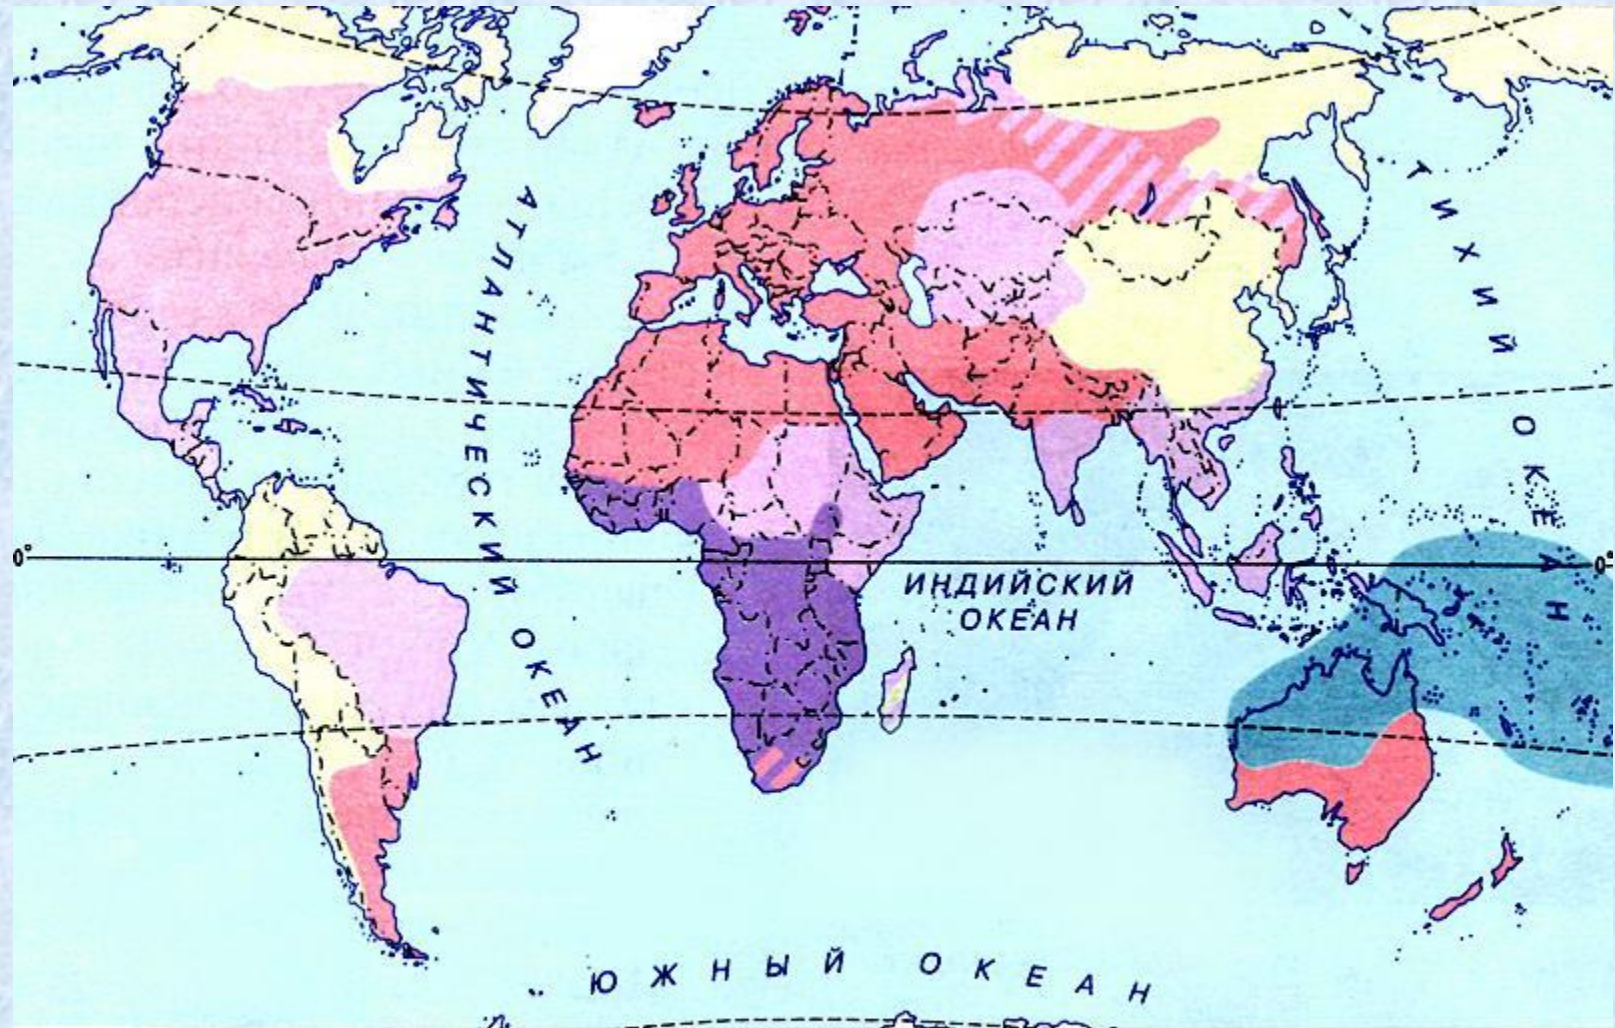 АТЛАНТИЧЕСКИЙ ОКЕАН
ТИХИЙ ОКЕАН
0°
0°
ИНДИЙСКИЙ
ОКЕАН
ЮЖНЫЙ ОКЕАН